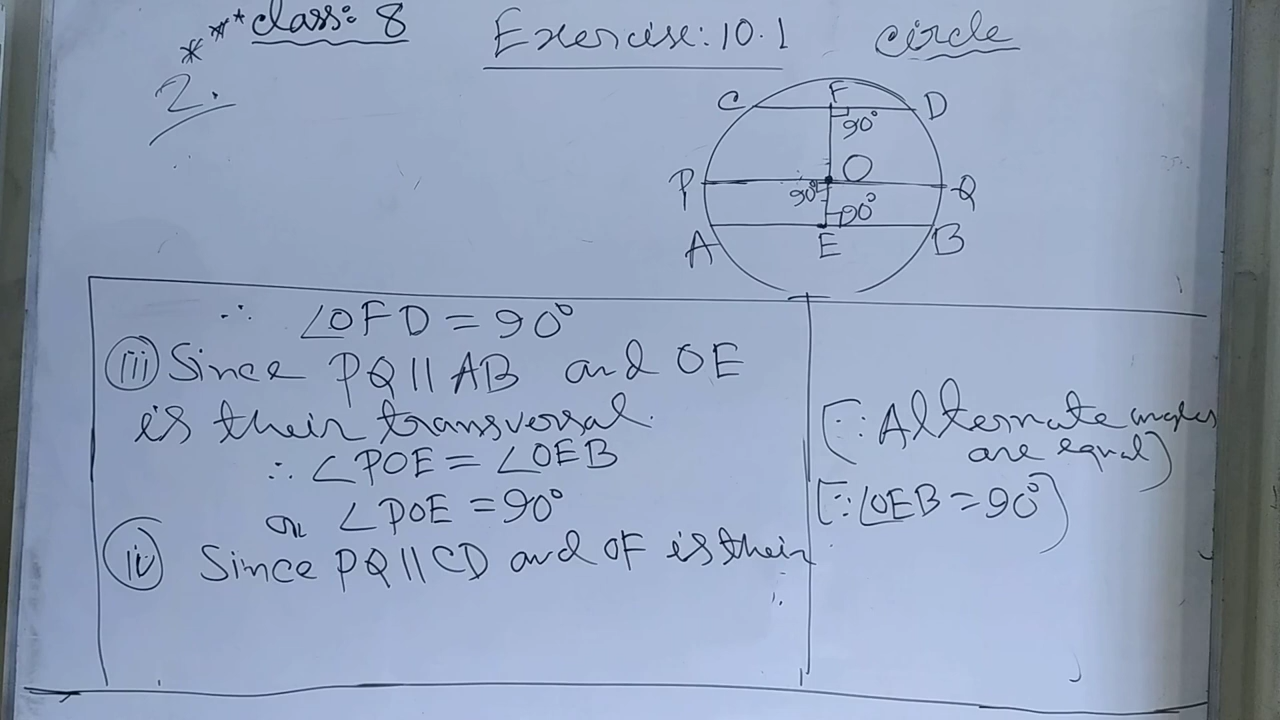 *** class: 8
Exercise: 10.1
circle
2.
C F D
90°
P O Q
90° 90°
A E B
∴ ∠OFD = 90°
(iii) Since PQ || AB and OE
is their transversal.
[∵ Alternate angles
are equal)
∴ ∠POE = ∠OEB
or ∠POE = 90°
[∵ ∠OEB = 90°)
(iv) Since PQ || CD and OF is their